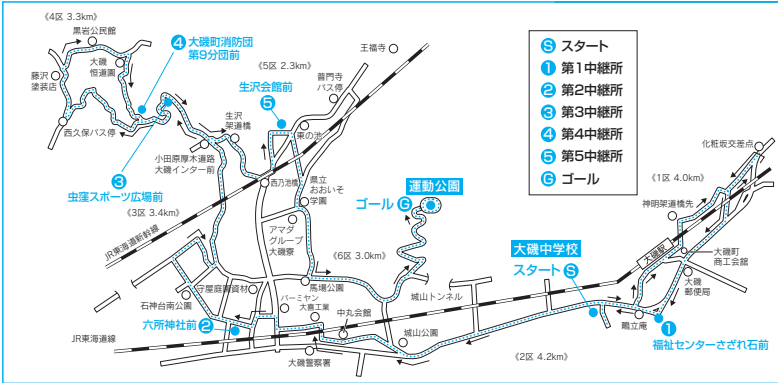 《4区 3.3km》
黒岩公民館
大磯
恒道園
藤沢
塗装店
西久保バス停
4 大磯町消防団
第9分団前
《5区 2.3km》
生沢会館前
5
王福寺
普門寺
バス停
東の池
生沢
架道橋
小田原厚木道路
大磯インター前
3
虫窪スポーツ広場前
《3区 3.4km》
JR東海道新幹線
西乃池橋
県立
おおいそ
学園
アマダ
グループ
大磯寮
運動公園
ゴール G
《6区 3.0km》
馬場公園
守屋庭園資材
石神台南公園
バーミヤン
大喜工業
中丸会館
六所神社前 2
JR東海道線
大磯警察署
城山トンネル
城山公園
《2区 4.2km》
大磯中学校
スタート S
S スタート
1 第1中継所
2 第2中継所
3 第3中継所
4 第4中継所
5 第5中継所
G ゴール
化粧坂交差点
《1区 4.0km》
神明架道橋先
大磯駅
大磯町
商工会館
大磯
郵便局
鴫立庵
1
福祉センターさざれ石前